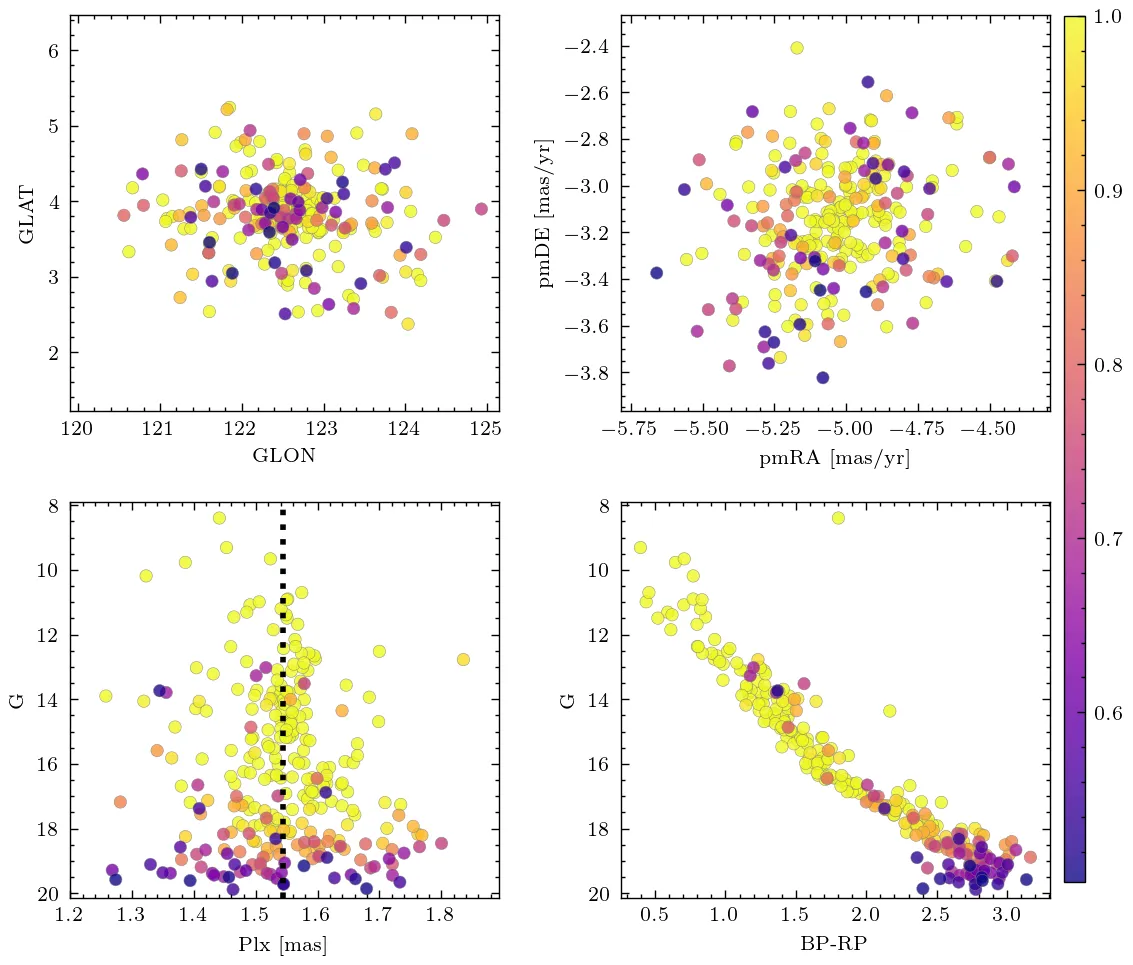 6
5
4
3
2
120 121 122 123 124 125
GLON
GLAT
−2.4
−2.6
−2.8
−3.0
−3.2
−3.4
−3.6
−3.8
−5.75 −5.50 −5.25 −5.00 −4.75 −4.50
pmRA [mas/yr]
pmDE [mas/yr]
1.0
0.9
0.8
0.7
0.6
8
10
12
14
16
18
20
1.2 1.3 1.4 1.5 1.6 1.7 1.8
Plx [mas]
G
8
10
12
14
16
18
20
0.5 1.0 1.5 2.0 2.5 3.0
BP-RP
G